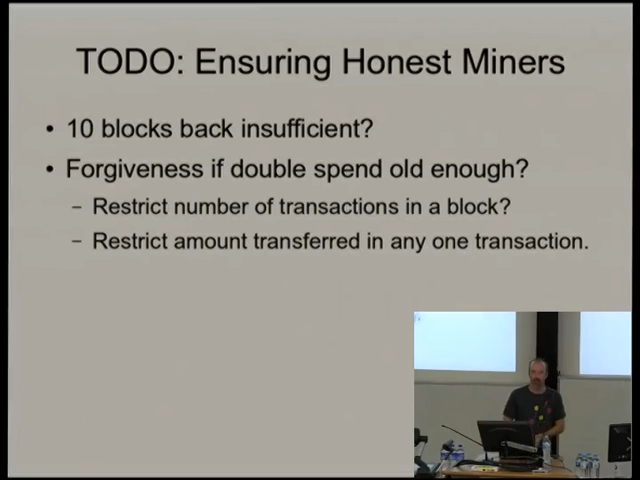 TODO: Ensuring Honest Miners
• 10 blocks back insufficient?
• Forgiveness if double spend old enough?
– Restrict number of transactions in a block?
– Restrict amount transferred in any one transaction.